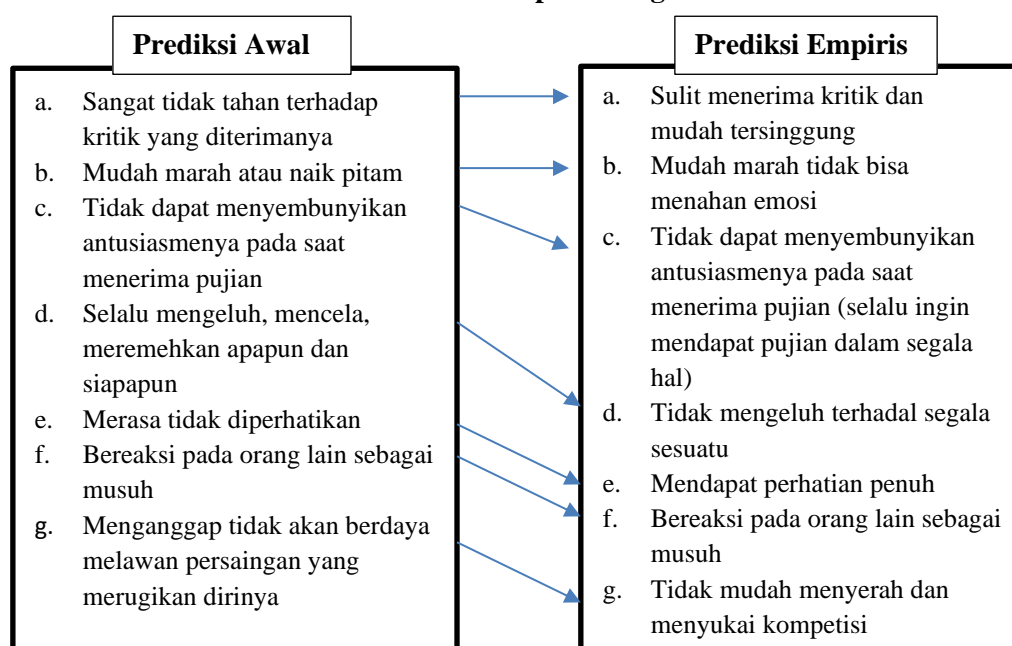 Prediksi Awal
a. Sangat tidak tahan terhadap
kritik yang diterimanya
b. Mudah marah atau naik pitam
c. Tidak dapat menyembunyikan
antusiasmenya pada saat
menerima pujian
d. Selalu mengeluh, mencela,
meremehkan apapun dan
siapapun
e. Merasa tidak diperhatikan
f. Bereaksi pada orang lain sebagai
musuh
g. Menganggap tidak akan berdaya
melawan persaingan yang
merugikan dirinya
Prediksi Empiris
a. Sulit menerima kritik dan
mudah tersinggung
b. Mudah marah tidak bisa
menahan emosi
c. Tidak dapat menyembunyikan
antusiasmenya pada saat
menerima pujian (selalu ingin
mendapat pujian dalam segala
hal)
d. Tidak mengeluh terhadal segala
sesuatu
e. Mendapat perhatian penuh
f. Bereaksi pada orang lain sebagai
musuh
g. Tidak mudah menyerah dan
menyukai kompetisi